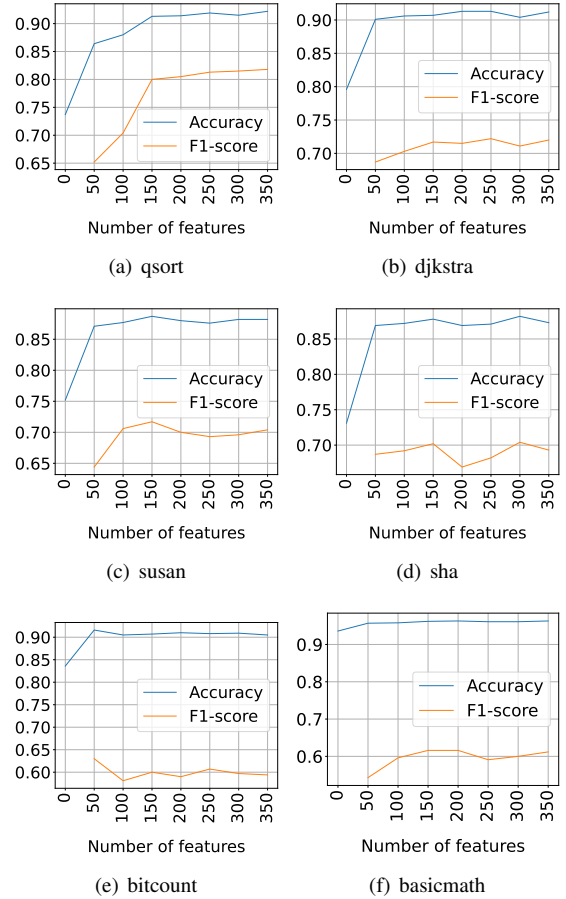 0.90
0.85
0.80
0.75
0.70
0.65
Accuracy
F1-score
0 50 100 150 200 250 300 350
Number of features
(a) qsort
0.90
0.85
0.80
0.75
0.70
Accuracy
F1-score
0 50 100 150 200 250 300 350
Number of features
(b) djkstra
0.85
0.80
0.75
0.70
0.65
Accuracy
F1-score
0 50 100 150 200 250 300 350
Number of features
(c) susan
0.85
0.80
0.75
0.70
Accuracy
F1-score
0 50 100 150 200 250 300 350
Number of features
(d) sha
0.90
0.85
0.80
0.75
0.70
0.65
0.60
Accuracy
F1-score
0 50 100 150 200 250 300 350
Number of features
(e) bitcount
0.9
0.8
0.7
0.6
Accuracy
F1-score
0 50 100 150 200 250 300 350
Number of features
(f) basicmath